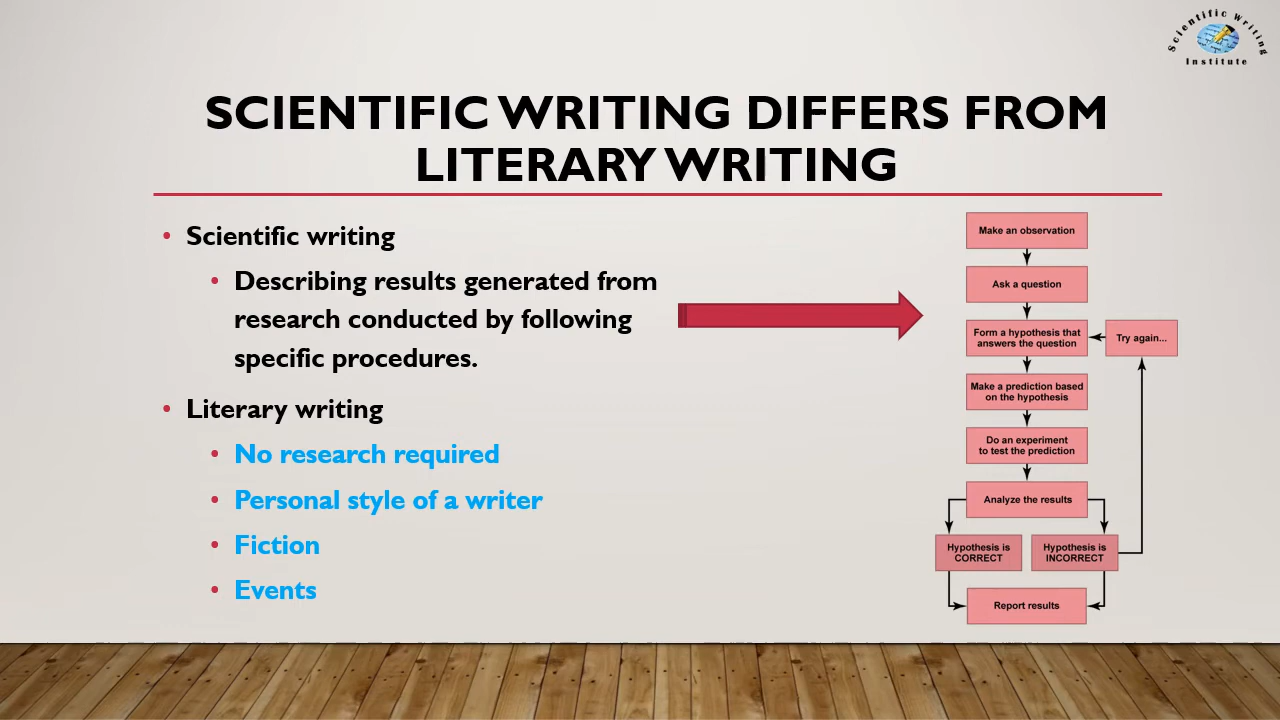 Scientific Writing
Institute
SCIENTIFIC WRITING DIFFERS FROM
LITERARY WRITING
• Scientific writing
• Describing results generated from
research conducted by following
specific procedures.
• Literary writing
• No research required
• Personal style of a writer
• Fiction
• Events
Make an observation
Ask a question
Form a hypothesis that
answers the question
Try again...
Make a prediction based
on the hypothesis
Do an experiment
to test the prediction
Analyze the results
Hypothesis is
CORRECT
Hypothesis is
INCORRECT
Report results